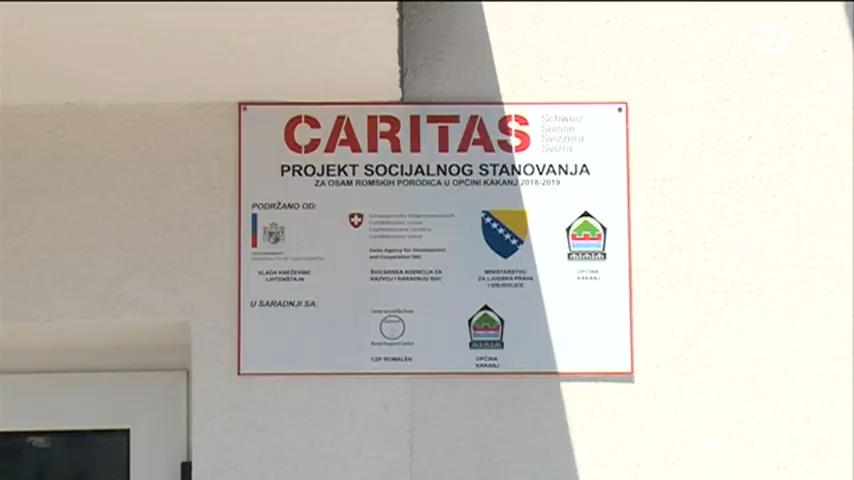 CARITAS
Schweiz
Suisse
Svizzera
Svizra
PROJEKT SOCIJALNOG STANOVANJA
ZA OSAM ROMSKIH PORODICA U OPĆINI KAKANJ 2018-2019
PODRŽANO OD:
VLADA KNEŽEVINE
LIHTENŠTAJN
Swiss Agency for Development
and Cooperation SDC
ŠVICARSKA AGENCIJA ZA
RAZVOJ I SARADNJU SDC
MINISTARSTVO
ZA LJUDSKA PRAVA
I IZBJEGLICE
OPĆINA
KAKANJ
U SARADNJI SA:
CZP ROMALEN
OPĆINA
KAKANJ